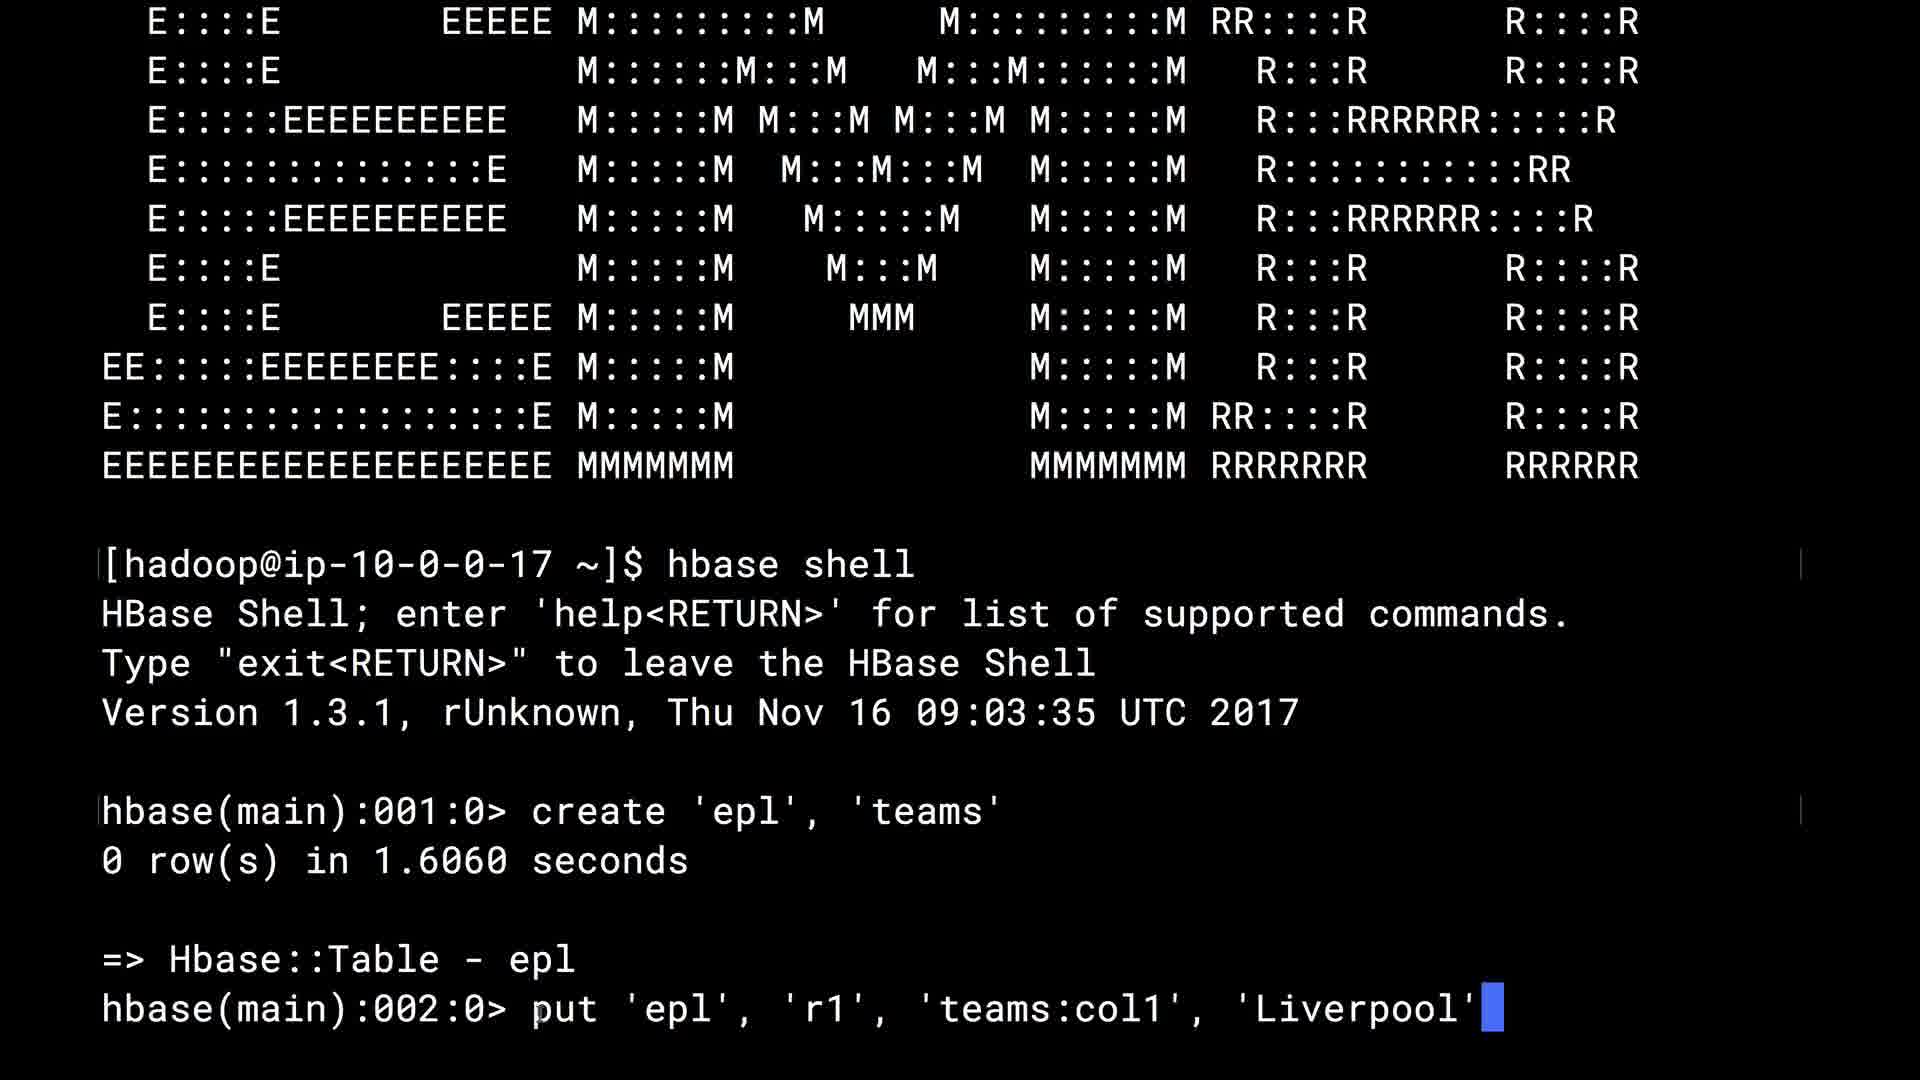 E::::E       EEEEE M:::::::::M     M:::::::::M RR::::R      R::::R
  E::::E             M::::::M:::M   M:::M::::::M   R:::R      R::::R
  E:::::EEEEEEEEEE   M:::::M M:::M M:::M M:::::M   R:::RRRRRR:::::R
  E::::::::::::::E   M:::::M  M:::M:::M  M:::::M   R:::::::::::RR
  E:::::EEEEEEEEEE   M:::::M   M:::::M   M:::::M   R:::RRRRRR::::R
  E::::E             M:::::M    M:::M    M:::::M   R:::R      R::::R
  E::::E       EEEEE M:::::M     MMM     M:::::M   R:::R      R::::R
EE:::::EEEEEEEE::::E M:::::M             M:::::M   R:::R      R::::R
E::::::::::::::::::E M:::::M             M:::::M RR::::R      R::::R
EEEEEEEEEEEEEEEEEEEE MMMMMMM             MMMMMMM RRRRRRR      RRRRRR
[hadoop@ip-10-0-0-17 ~]$ hbase shell
HBase Shell; enter 'help<RETURN>' for list of supported commands.
Type "exit<RETURN>" to leave the HBase Shell
Version 1.3.1, rUnknown, Thu Nov 16 09:03:35 UTC 2017
hbase(main):001:0> create 'epl', 'teams'
0 row(s) in 1.6060 seconds
=> Hbase::Table - epl
hbase(main):002:0> put 'epl', 'r1', 'teams:col1', 'Liverpool'